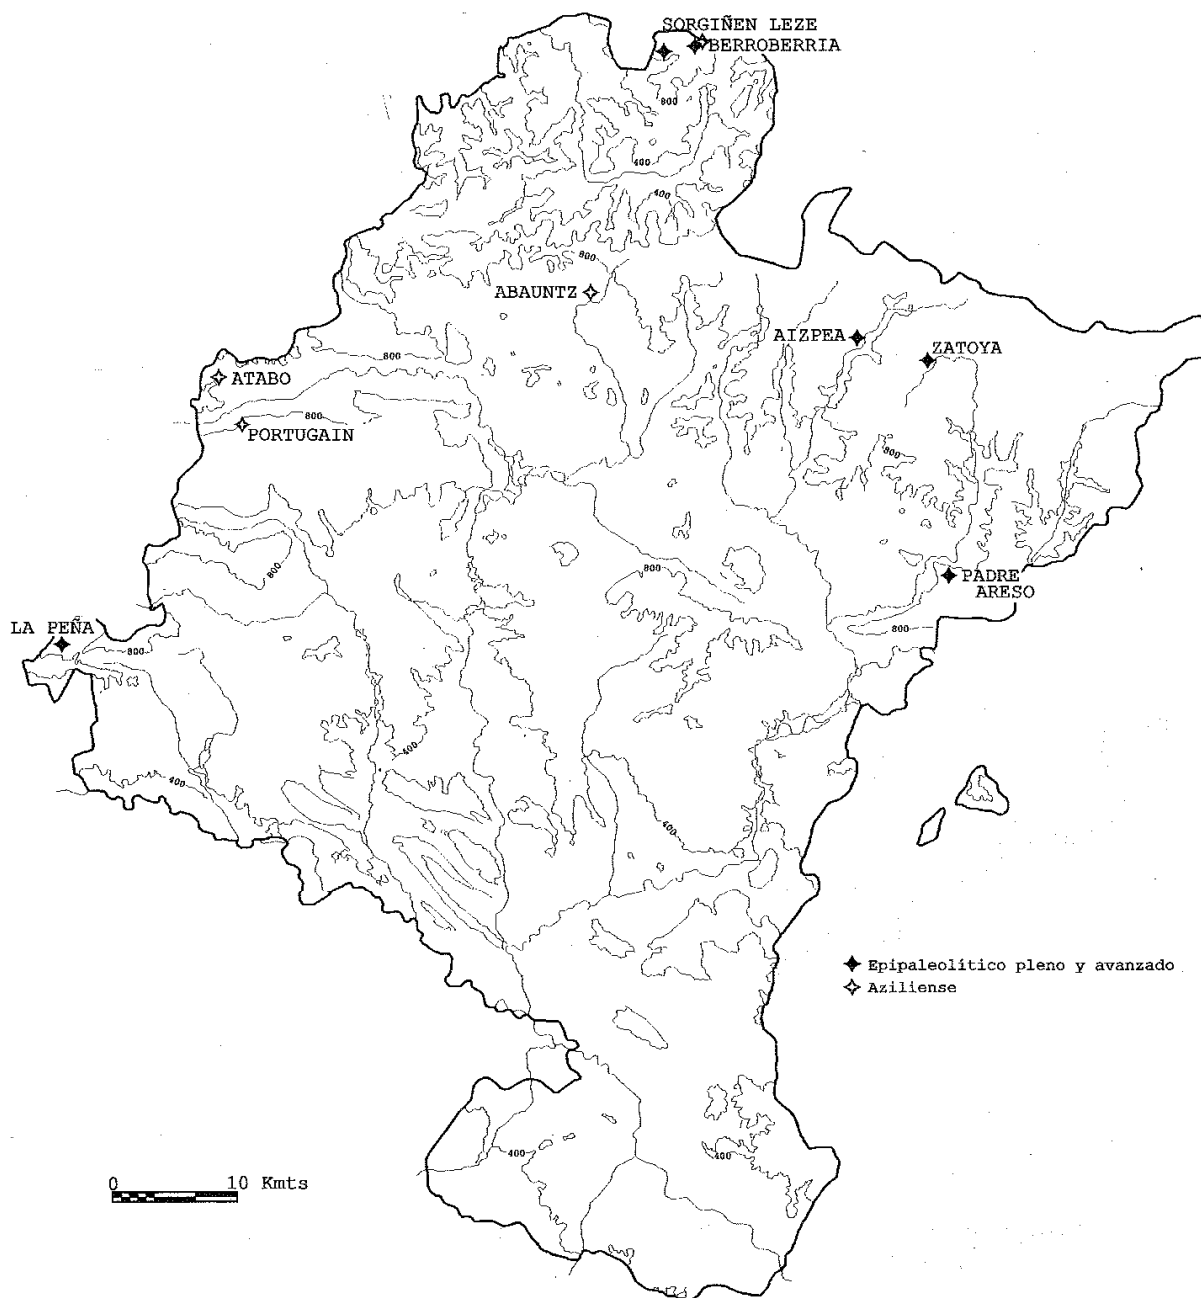 SORGIÑEN LEZE
BERROBERRIA
800
400
400
800
ABAUNTZ
AIZPEA
ZATOYA
800
ATABO
800
PORTUGAIN
800
800
800
PADRE
ARESO
LA PEÑA
800
800
400
400
400
Epipaleolítico pleno y avanzado
Aziliense
400
400
0 10 Kmts